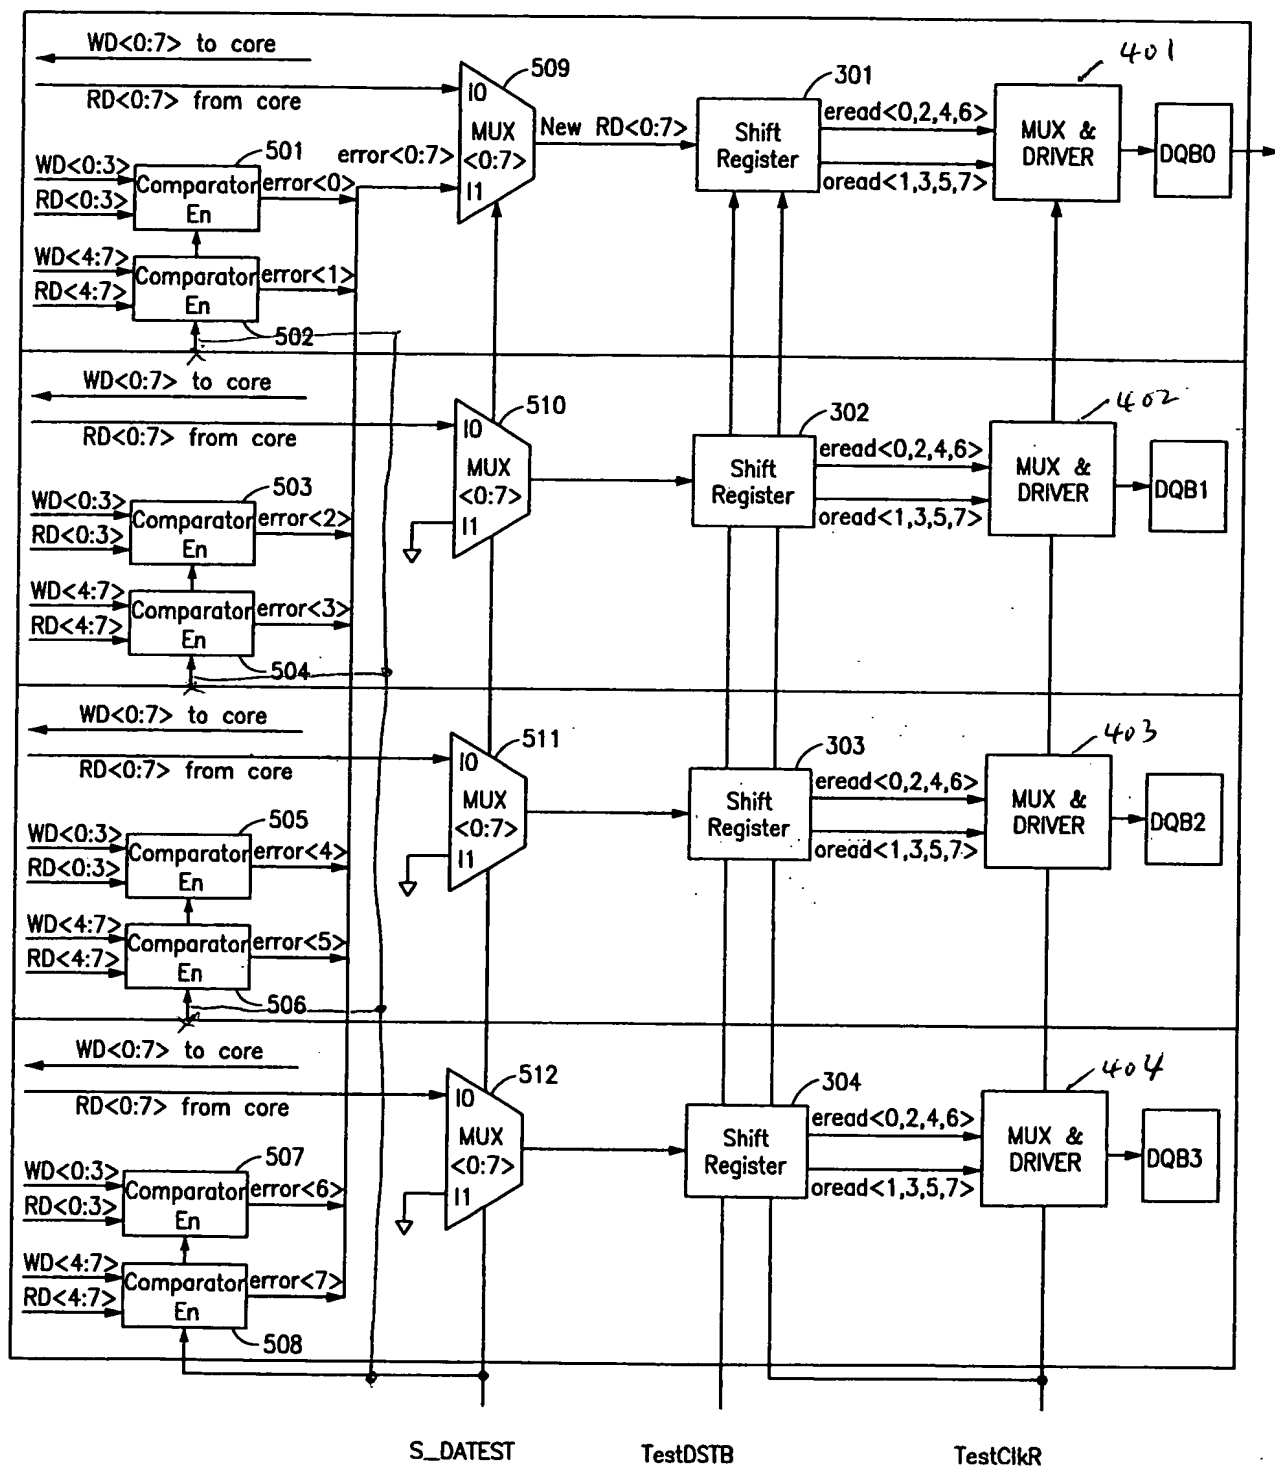 WD<0:7> to core
RD<0:7> from core
509
I0
MUX
<0:7>
I1
New RD<0:7>
301
Shift
Register
eread<0,2,4,6>
oread<1,3,5,7>
401
MUX &
DRIVER
DQB0
WD<0:3>
RD<0:3>
501
Comparator
En
error<0>
error<0:7>
WD<4:7>
RD<4:7>
Comparator
En
error<1>
502
WD<0:7> to core
RD<0:7> from core
510
I0
MUX
<0:7>
I1
302
Shift
Register
eread<0,2,4,6>
oread<1,3,5,7>
402
MUX &
DRIVER
DQB1
WD<0:3>
RD<0:3>
503
Comparator
En
error<2>
WD<4:7>
RD<4:7>
Comparator
En
error<3>
504
WD<0:7> to core
RD<0:7> from core
511
I0
MUX
<0:7>
I1
303
Shift
Register
eread<0,2,4,6>
oread<1,3,5,7>
403
MUX &
DRIVER
DQB2
WD<0:3>
RD<0:3>
505
Comparator
En
error<4>
WD<4:7>
RD<4:7>
Comparator
En
error<5>
506
WD<0:7> to core
RD<0:7> from core
512
I0
MUX
<0:7>
I1
304
Shift
Register
eread<0,2,4,6>
oread<1,3,5,7>
404
MUX &
DRIVER
DQB3
WD<0:3>
RD<0:3>
507
Comparator
En
error<6>
WD<4:7>
RD<4:7>
Comparator
En
error<7>
508
S_DATEST
TestDSTB
TestClkR